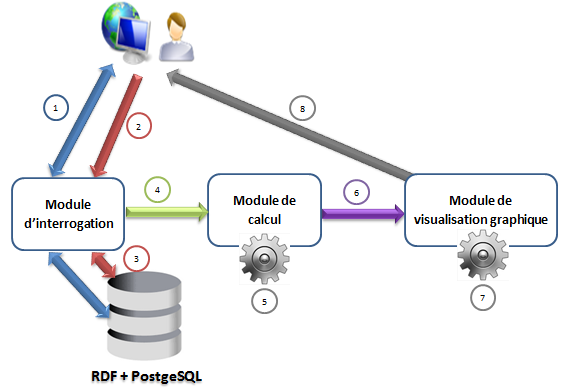 1
2
8
Module
d'interrogation
4
Module de
calcul
6
Module de
visualisation graphique
3
5
7
RDF + PostgeSQL